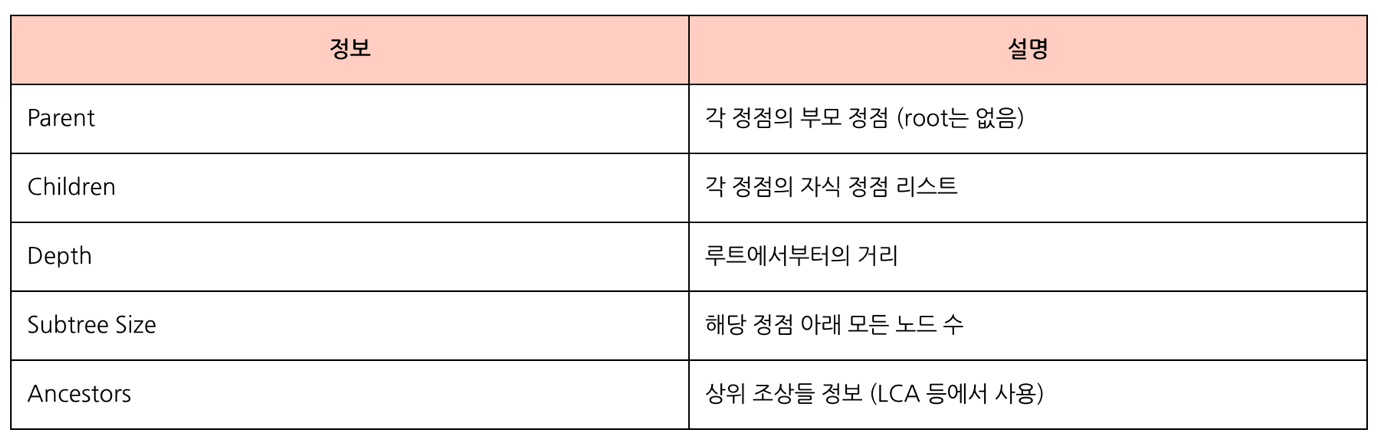 정보 설명
Parent 각 정점의 부모 정점 (root는 없음)
Children 각 정점의 자식 정점 리스트
Depth 루트에서부터의 거리
Subtree Size 해당 정점 아래 모든 노드 수
Ancestors 상위 조상들 정보 (LCA 등에서 사용)